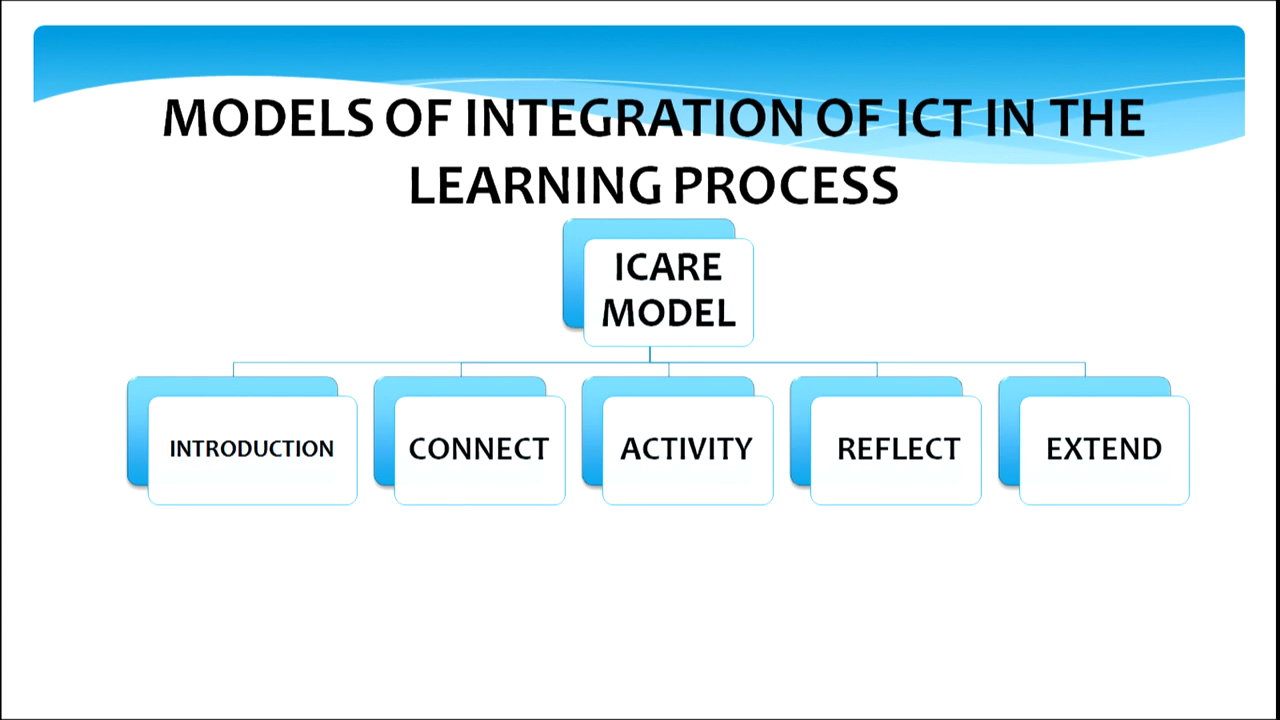 MODELS OF INTEGRATION OF ICT IN THE
LEARNING PROCESS
ICARE
MODEL
INTRODUCTION
CONNECT
ACTIVITY
REFLECT
EXTEND